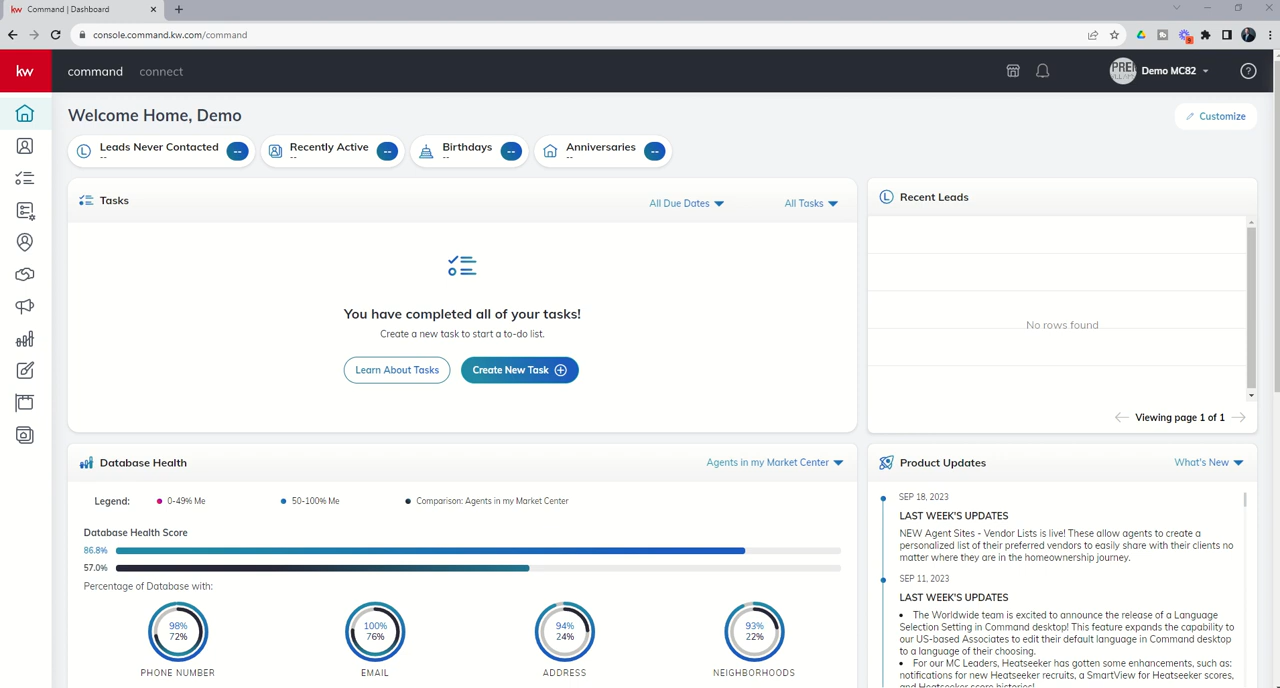 kw Command | Dashboard
console.command.kw.com/command
kw
command
connect
PREI
Demo MC82
Welcome Home, Demo
Customize
Leads Never Contacted
--
--
Recently Active
--
--
Birthdays
--
--
Anniversaries
--
--
Tasks
All Due Dates
All Tasks
You have completed all of your tasks!
Create a new task to start a to-do list.
Learn About Tasks
Create New Task
Recent Leads
No rows found
Viewing page 1 of 1
Database Health
Agents in my Market Center
Legend:
0-49% Me
50-100% Me
Comparison: Agents in my Market Center
Database Health Score
86.8%
57.0%
Percentage of Database with:
98%
72%
PHONE NUMBER
100%
76%
EMAIL
94%
24%
ADDRESS
93%
22%
NEIGHBORHOODS
Product Updates
What's New
SEP 18, 2023
LAST WEEK'S UPDATES
NEW Agent Sites - Vendor Lists is live! These allow agents to create a
personalized list of their preferred vendors to easily share with their clients no
matter where they are in the homeownership journey.
SEP 11, 2023
LAST WEEK'S UPDATES
• The Worldwide team is excited to announce the release of a Language
Selection Setting in Command desktop! This feature expands the capability to
our US-based Associates to edit their default language in Command desktop
to a language of their choosing.
• For our MC Leaders, Heatseeker has gotten some enhancements, such as:
notifications for new Heatseeker recruits, a SmartView for Heatseeker scores,
and Heatseeker score histories!